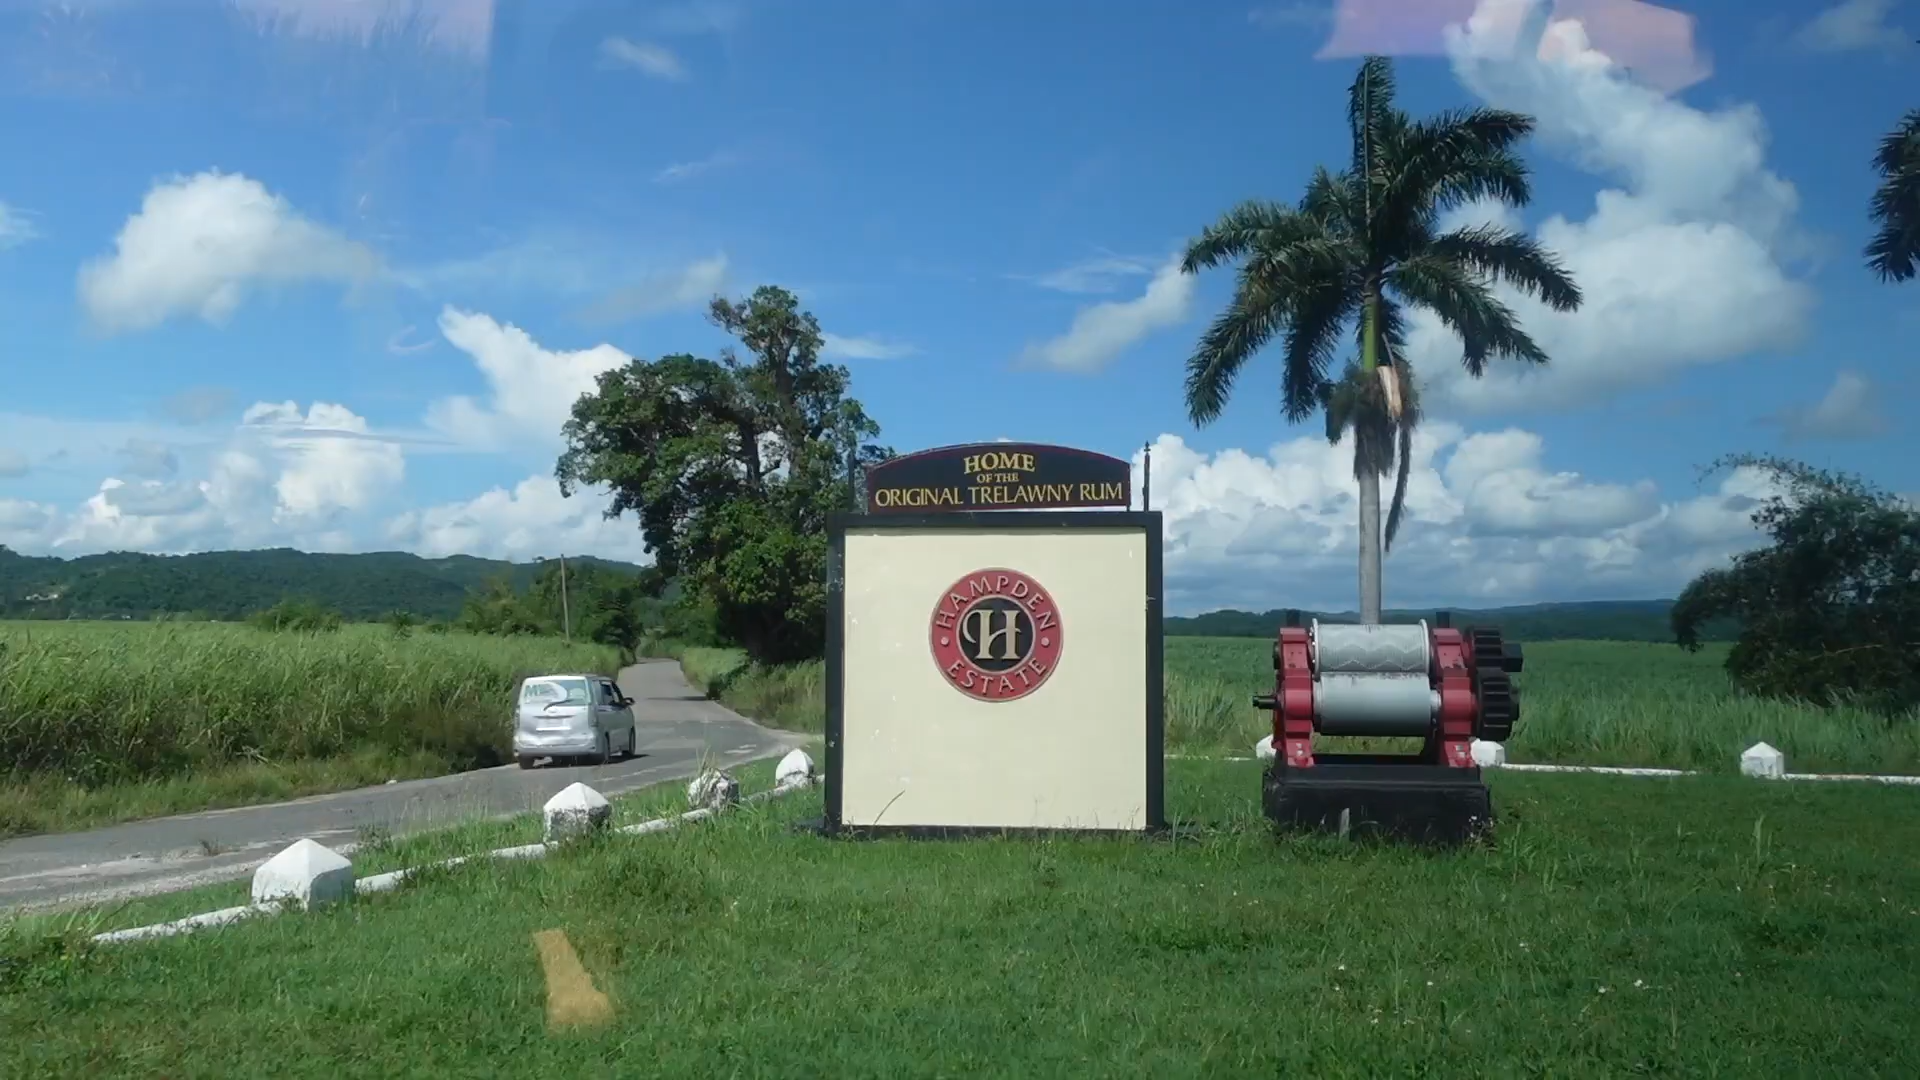 HOME
OF THE
ORIGINAL TRELAWNY RUM
HAMPDEN
H
ESTATE